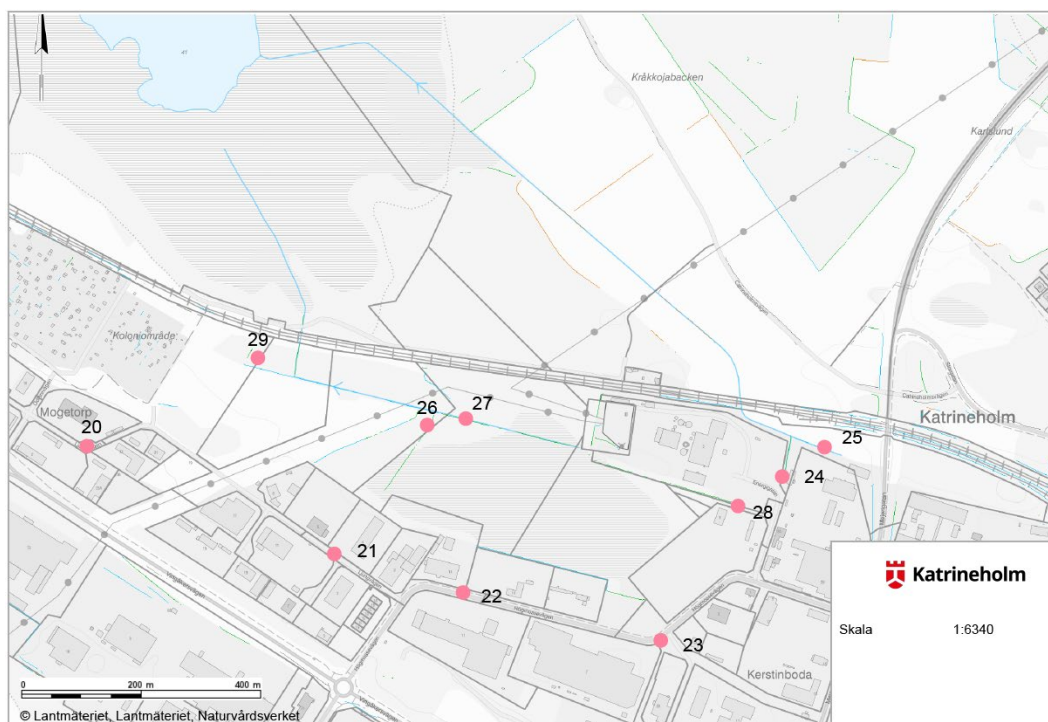 N
Kråkkojabacken
Karlslund
Koloniområde
29
Mogetorp
20
26
27
Katrineholm
25
24
28
21
22
23
Kerstinboda
Katrineholm
Skala 1:6340
0 200 m 400 m
© Lantmäteriet, Lantmäteriet, Naturvårdsverket